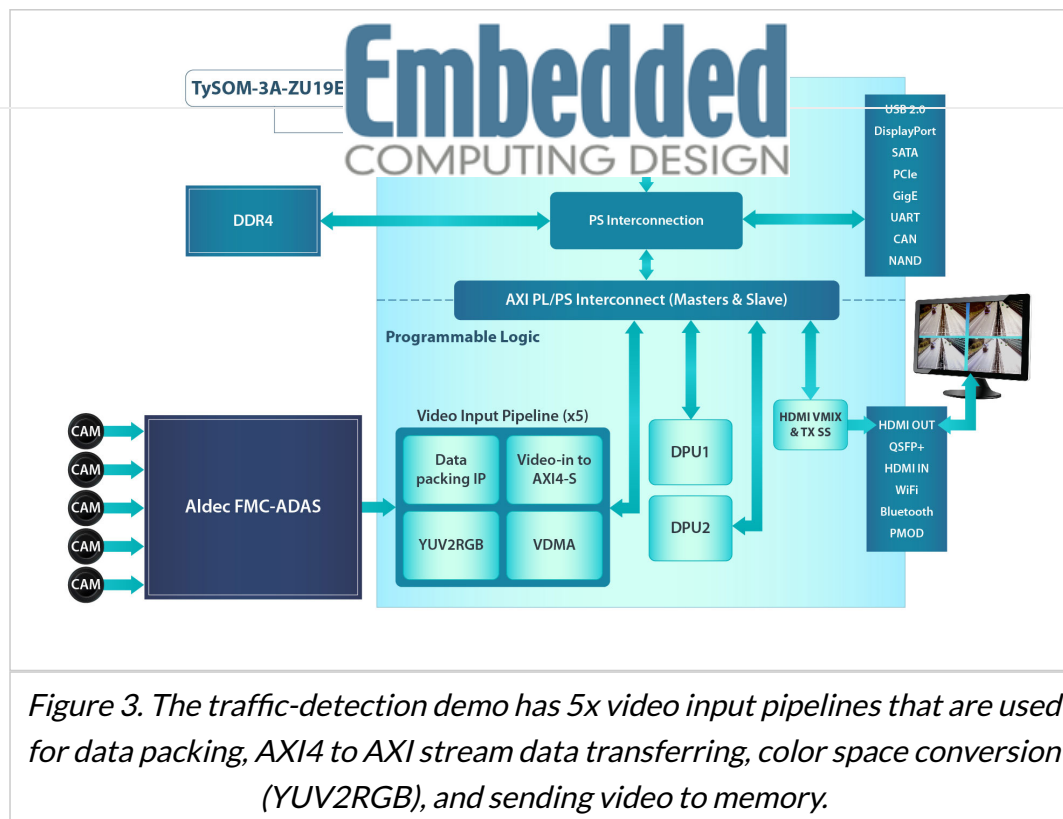 Embedded
COMPUTING DESIGN
TySOM-3A-ZU19E
USB 2.0
DisplayPort
SATA
PCIe
GigE
UART
CAN
NAND
DDR4
PS Interconnection
AXI PL/PS Interconnect (Masters & Slave)
Programmable Logic
Video Input Pipeline (x5)
Data
packing IP
Video-in to
AXI4-S
YUV2RGB
VDMA
DPU1
DPU2
HDMI VMIX
& TX SS
HDMI OUT
QSFP+
HDMI IN
WiFi
Bluetooth
PMOD
CAM
CAM
CAM
CAM
CAM
Aldec FMC-ADAS
Figure 3. The traffic-detection demo has 5x video input pipelines that are used
for data packing, AXI4 to AXI stream data transferring, color space conversion
(YUV2RGB), and sending video to memory.